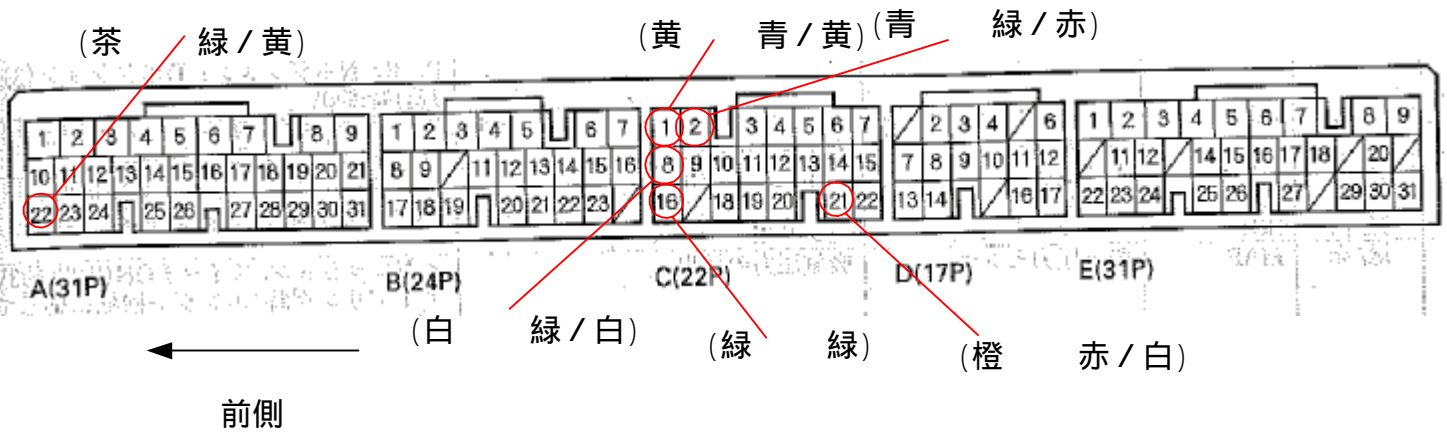 (茶 緑/黄) (黄 青/黄) (青 緑/赤)
1 2 3 4 5 6 7 8 9 1 2 3 4 5 6 7 1 2 3 4 5 6 7 2 3 4 6 1 2 3 4 5 6 7 8 9
10 11 12 13 14 15 16 17 18 19 20 21 8 9 11 12 13 14 15 16 8 9 10 11 12 13 14 15 7 8 9 10 11 12 11 12 14 15 16 17 18 20
22 23 24 25 26 27 28 29 30 31 17 18 19 20 21 22 23 16 18 19 20 21 22 13 14 16 17 22 23 24 25 26 27 29 30 31
A(31P) B(24P) C(22P) D(17P) E(31P)
(白 緑/白) (緑 緑) (橙 赤/白)
前側